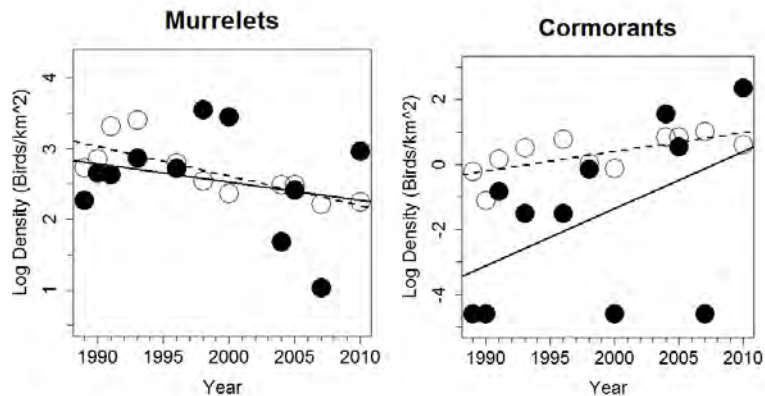 Murrelets
Log Density (Birds/km^2)
4
3
2
1
1990 1995 2000 2005 2010
Year
Cormorants
Log Density (Birds/km^2)
2
0
-2
-4
1990 1995 2000 2005 2010
Year